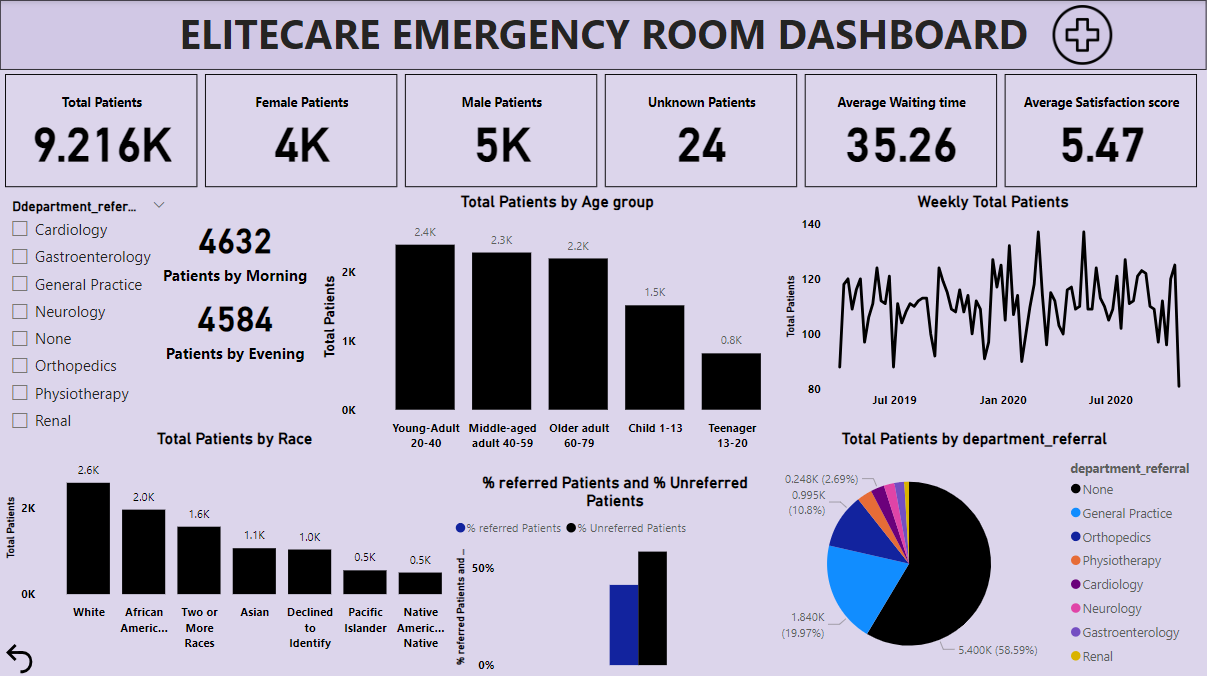 ELITECARE EMERGENCY ROOM DASHBOARD
Total Patients
9.216K
Female Patients
4K
Male Patients
5K
Unknown Patients
24
Average Waiting time
35.26
Average Satisfaction score
5.47
Ddepartment_refer...
Cardiology
Gastroenterology
General Practice
Neurology
None
Orthopedics
Physiotherapy
Renal
4632
Patients by Morning
4584
Patients by Evening
Total Patients by Age group
Total Patients
2K
1K
0K
2.4K
2.3K
2.2K
1.5K
0.8K
Young-Adult
20-40
Middle-aged
adult 40-59
Older adult
60-79
Child 1-13
Teenager
13-20
Weekly Total Patients
Total Patients
140
120
100
80
Jul 2019
Jan 2020
Jul 2020
Total Patients by Race
Total Patients
2K
0K
2.6K
2.0K
1.6K
1.1K
1.0K
0.5K
0.5K
White
African
Americ...
Two or
More
Races
Asian
Declined
to
Identify
Pacific
Islander
Native
Americ...
Native
% referred Patients and % Unreferred
Patients
% referred Patients
% Unreferred Patients
% referred Patients and ...
50%
0%
Total Patients by department_referral
0.248K (2.69%)
0.995K
(10.8%)
1.840K
(19.97%)
5.400K (58.59%)
department_referral
None
General Practice
Orthopedics
Physiotherapy
Cardiology
Neurology
Gastroenterology
Renal